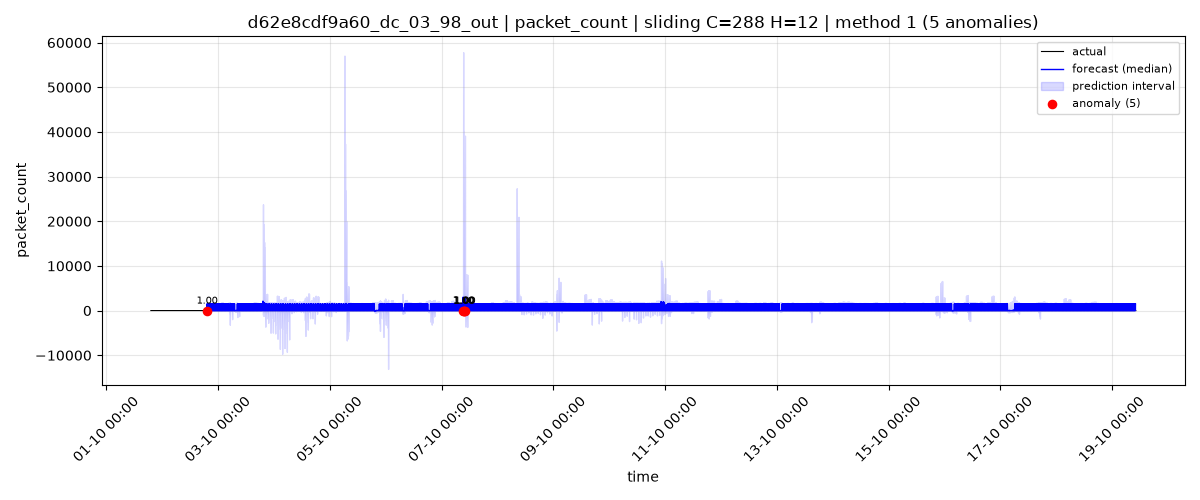 d62e8cdf9a60_dc_03_98_out | packet_count | sliding C=288 H=12 | method 1 (5 anomalies)
actual
forecast (median)
prediction interval
anomaly (5)
packet_count
60000
50000
40000
30000
20000
10000
0
−10000
1.00
01-10 00:00
03-10 00:00
05-10 00:00
07-10 00:00
09-10 00:00
11-10 00:00
13-10 00:00
15-10 00:00
17-10 00:00
19-10 00:00
time